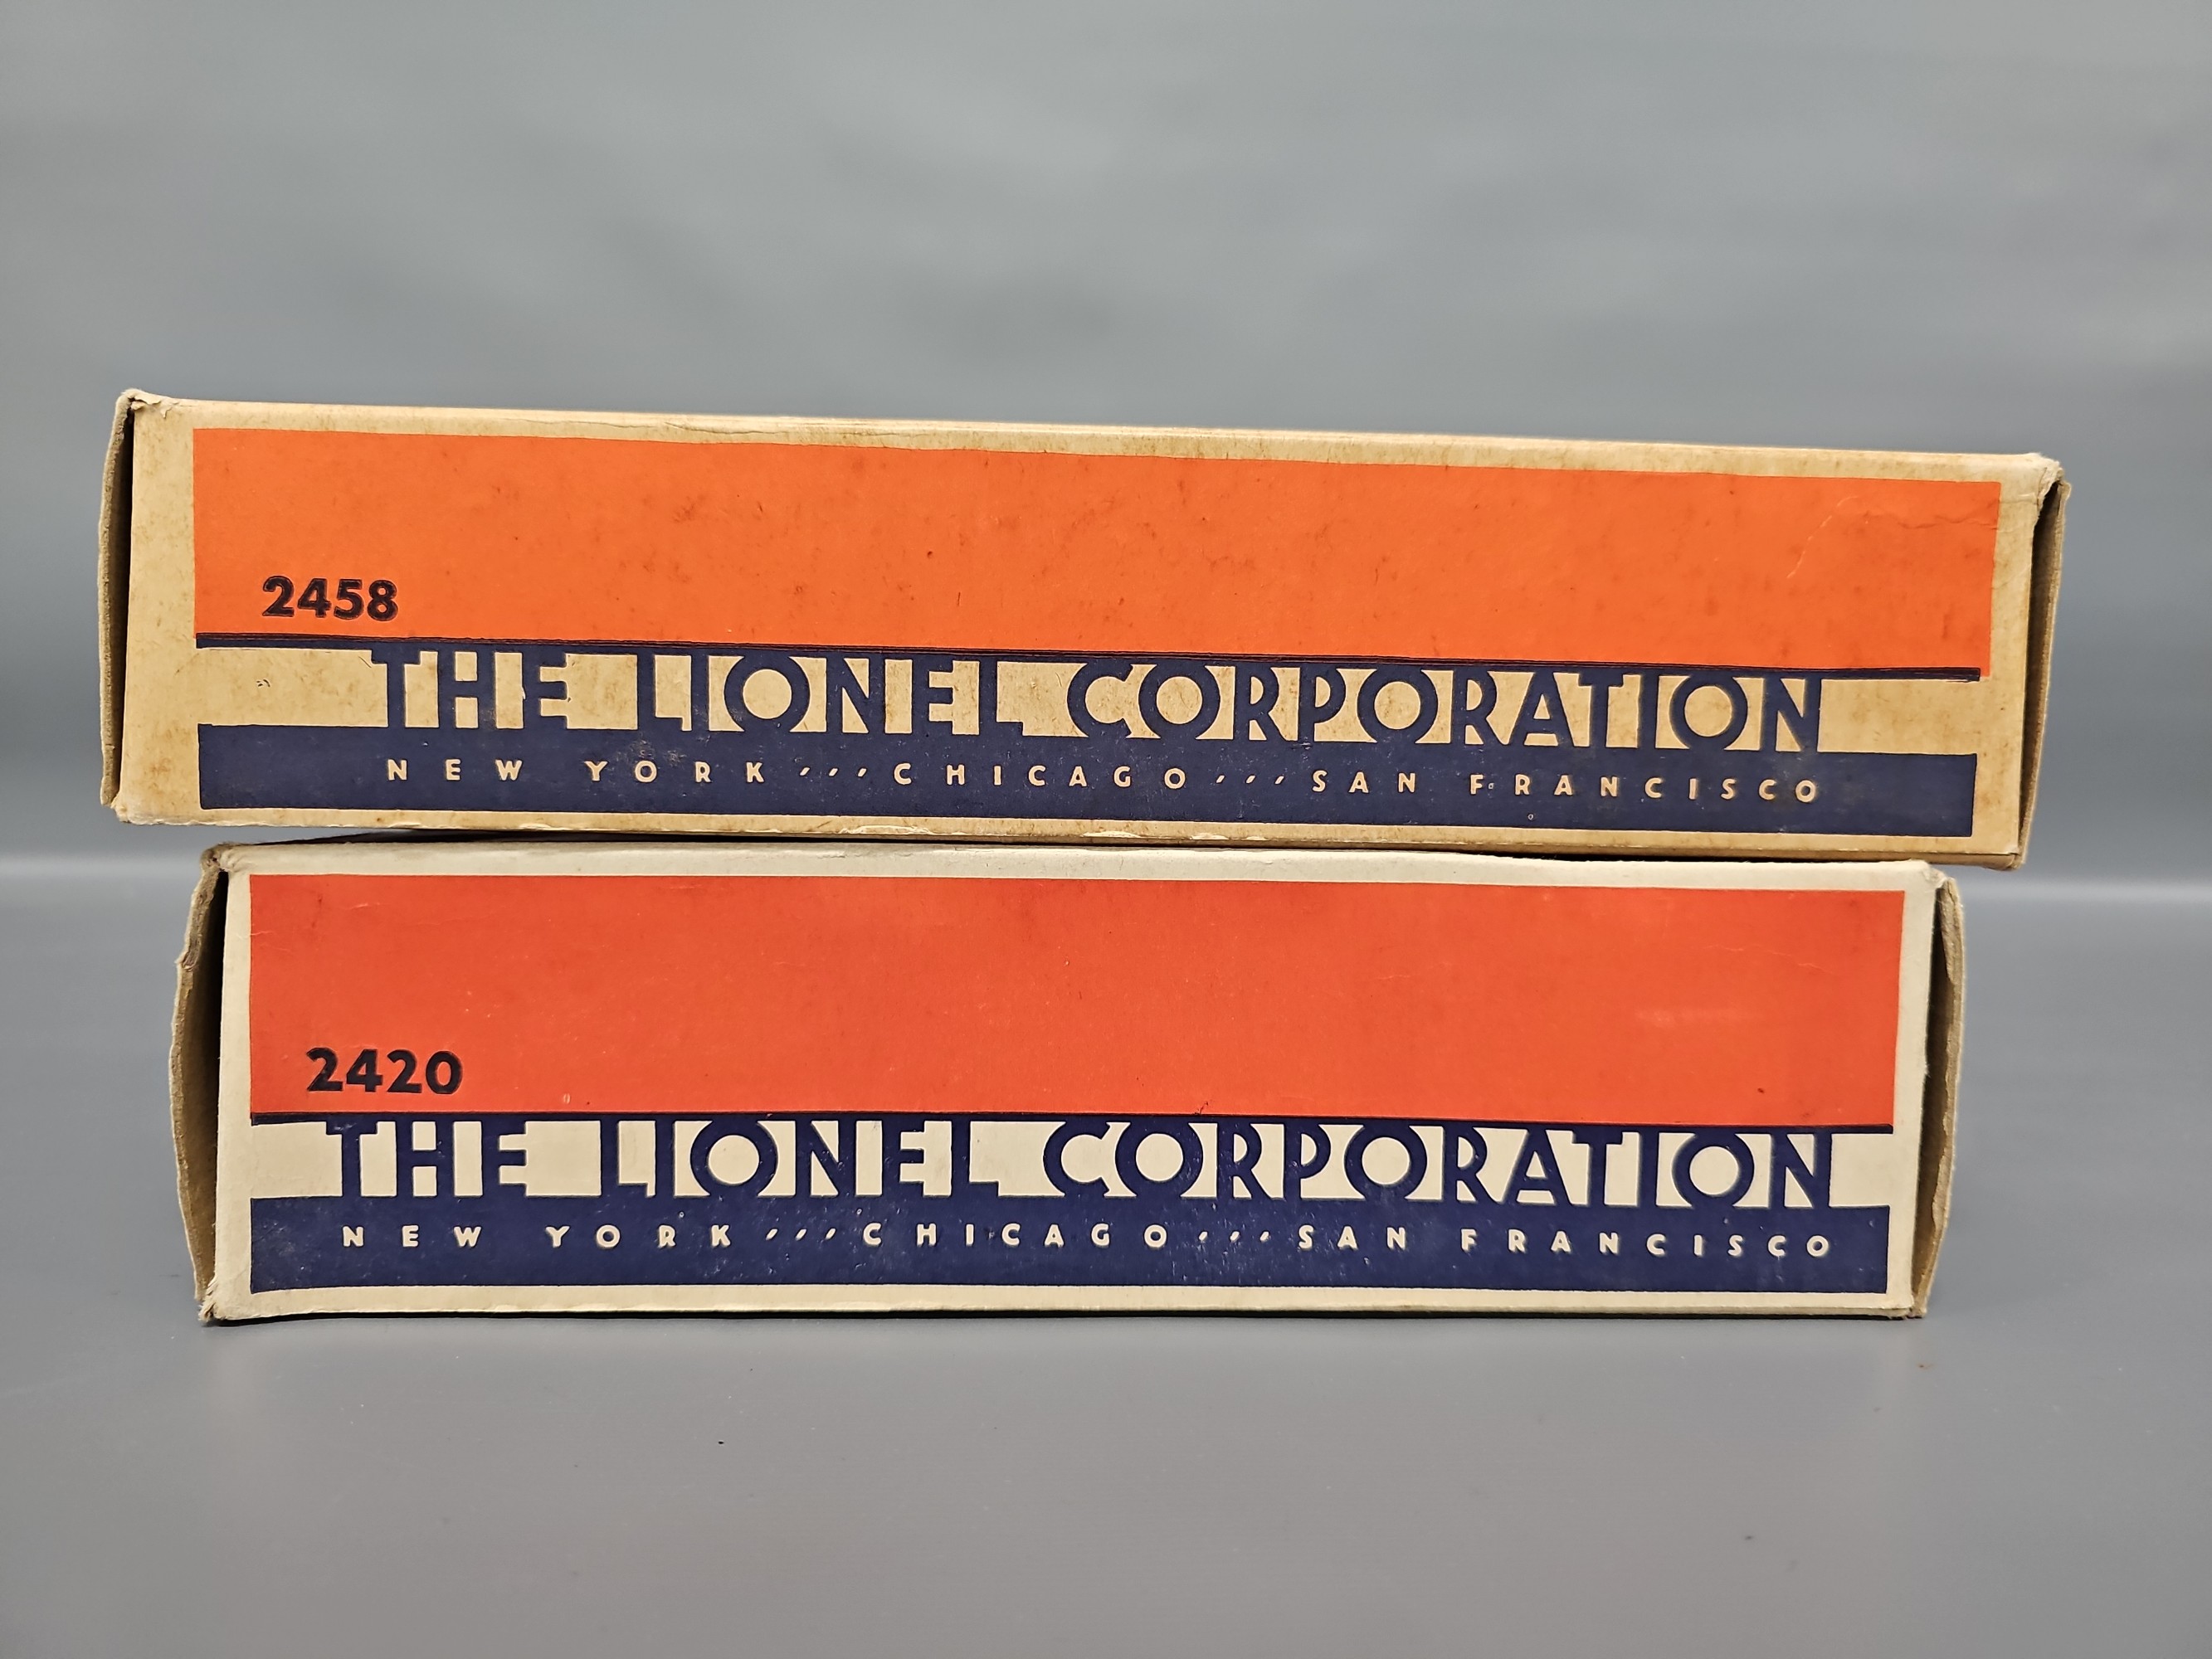 2458
THE LIONEL CORPORATION
NEW YORK ′′′ CHICAGO ′′′ SAN FRANCISCO
2420
THE LIONEL CORPORATION
NEW YORK ′′′ CHICAGO ′′′ SAN FRANCISCO